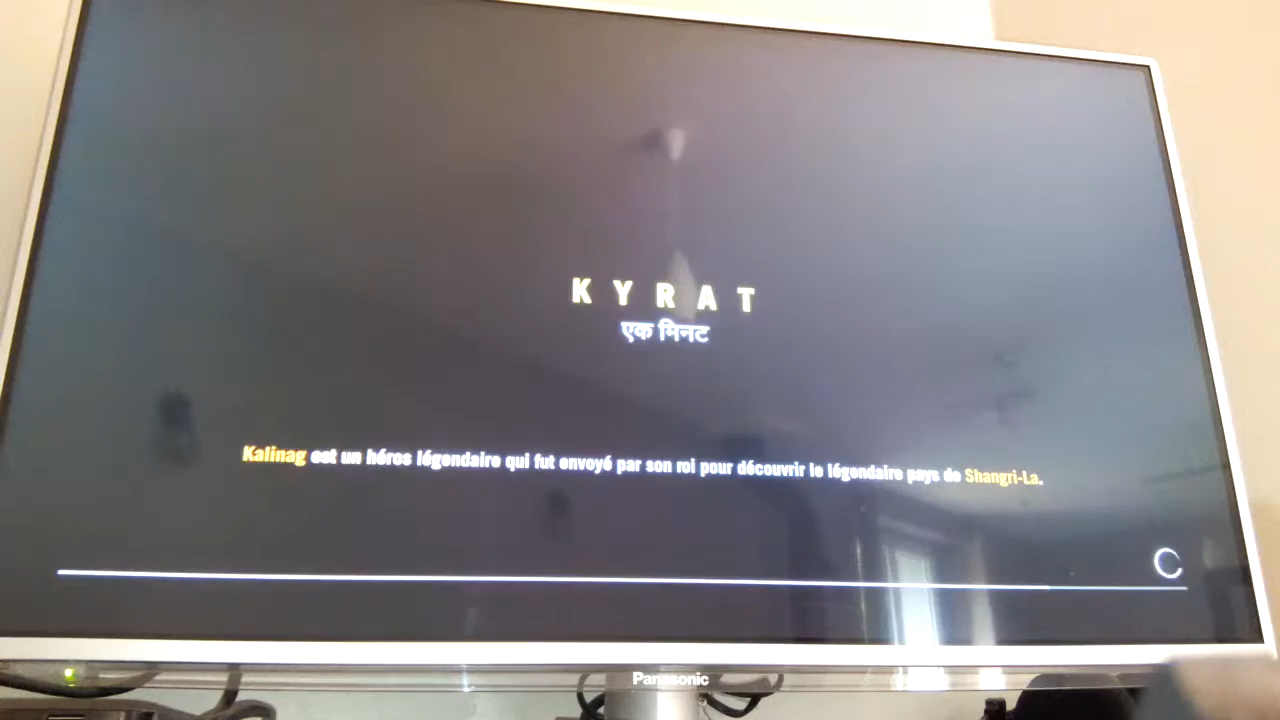 KYRAT
एक मिनट
Kalinag est un héros légendaire qui fut envoyé par son roi pour découvrir le légendaire pays de Shangri-La.
Panasonic